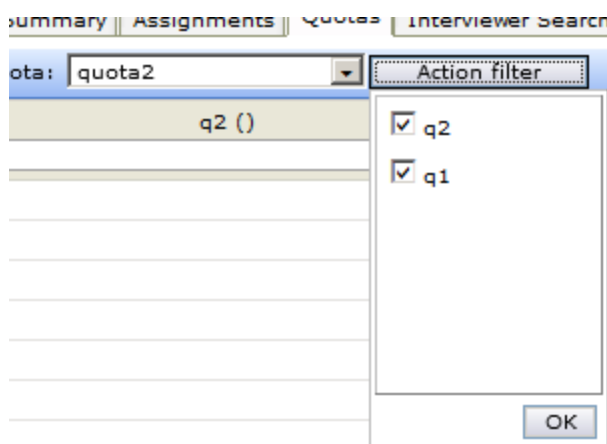 Summary Assignments Quotas Interviewer Search
ota: quota2 Action filter
q2 ()
q2
q1
OK